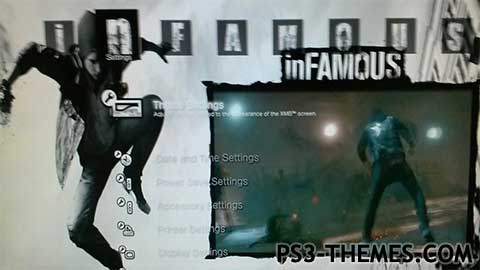 iNFAMOUS
Settings
inFAMOUS
Theme Settings
Date and Time Settings
Power Save Settings
Accessory Settings
Printer Settings
Display Settings
PS3-THEMES.COM